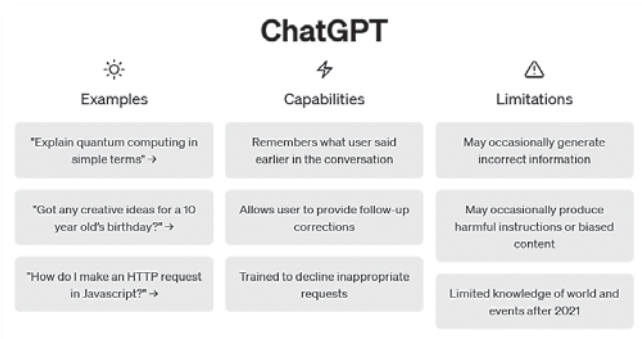 ChatGPT
Examples
"Explain quantum computing in
simple terms" →
"Got any creative ideas for a 10
year old's birthday?" →
"How do I make an HTTP request
in Javascript?" →
Capabilities
Remembers what user said
earlier in the conversation
Allows user to provide follow-up
corrections
Trained to decline inappropriate
requests
Limitations
May occasionally generate
incorrect information
May occasionally produce
harmful instructions or biased
content
Limited knowledge of world and
events after 2021